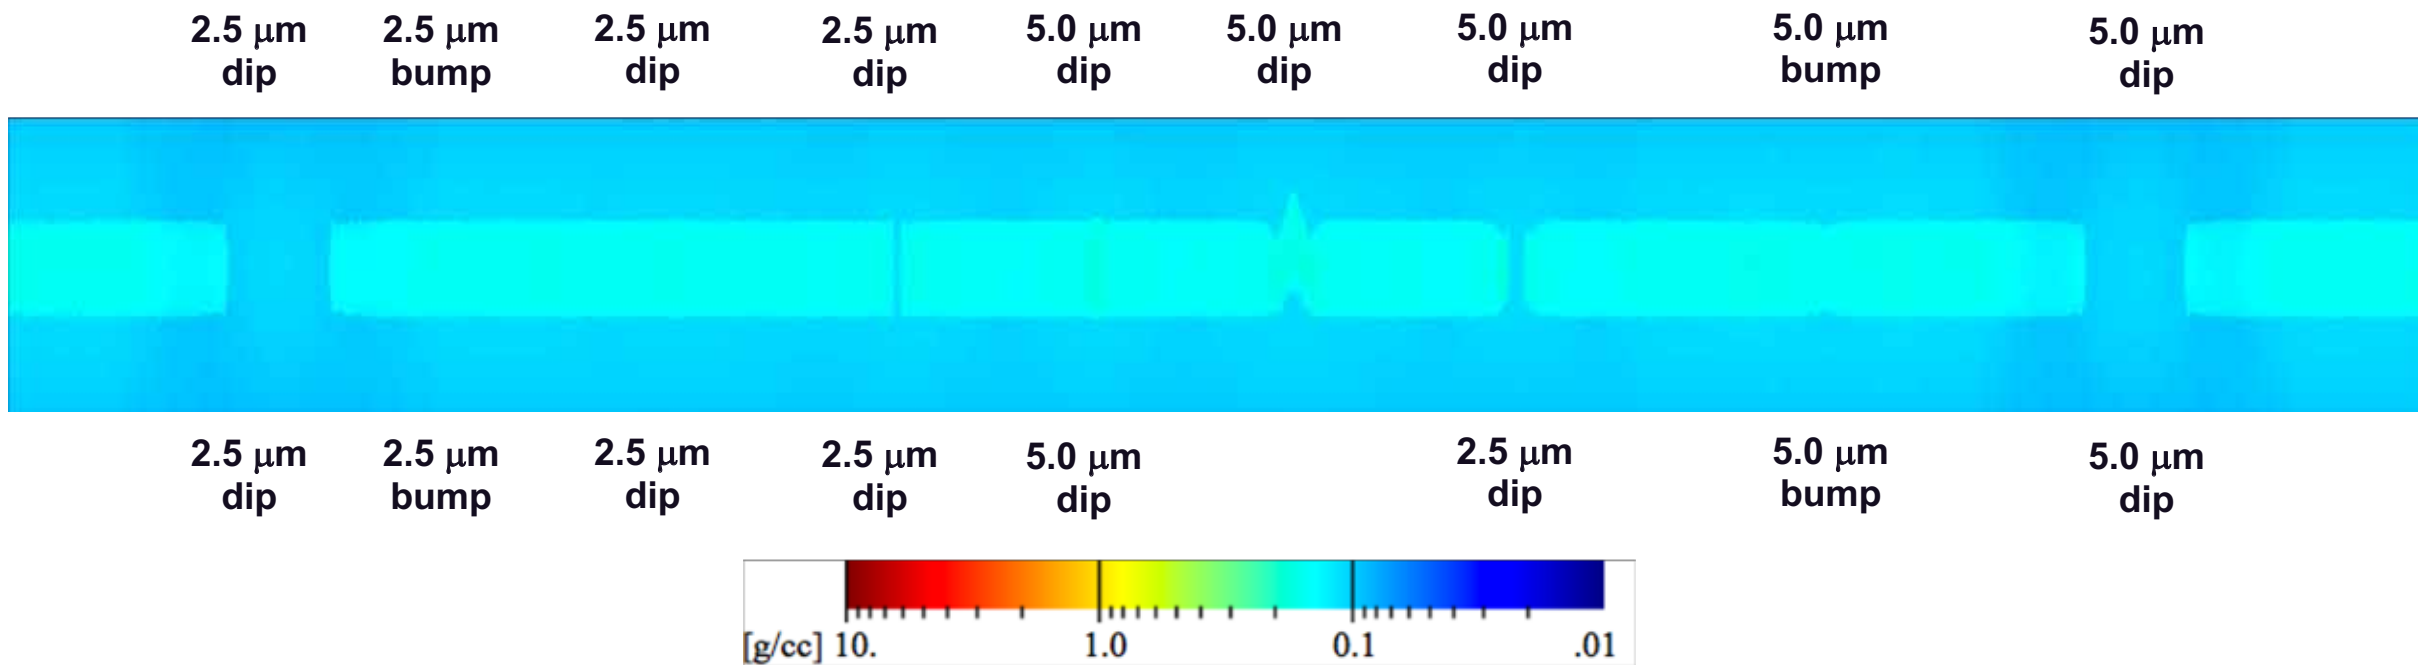 2.5 μm 2.5 μm 2.5 μm 2.5 μm 5.0 μm 5.0 μm 5.0 μm 5.0 μm 5.0 μm
dip bump dip dip dip dip dip bump dip
2.5 μm 2.5 μm 2.5 μm 2.5 μm 5.0 μm 2.5 μm 5.0 μm 5.0 μm
dip bump dip dip dip dip bump dip
[g/cc] 10. 1.0 0.1 .01